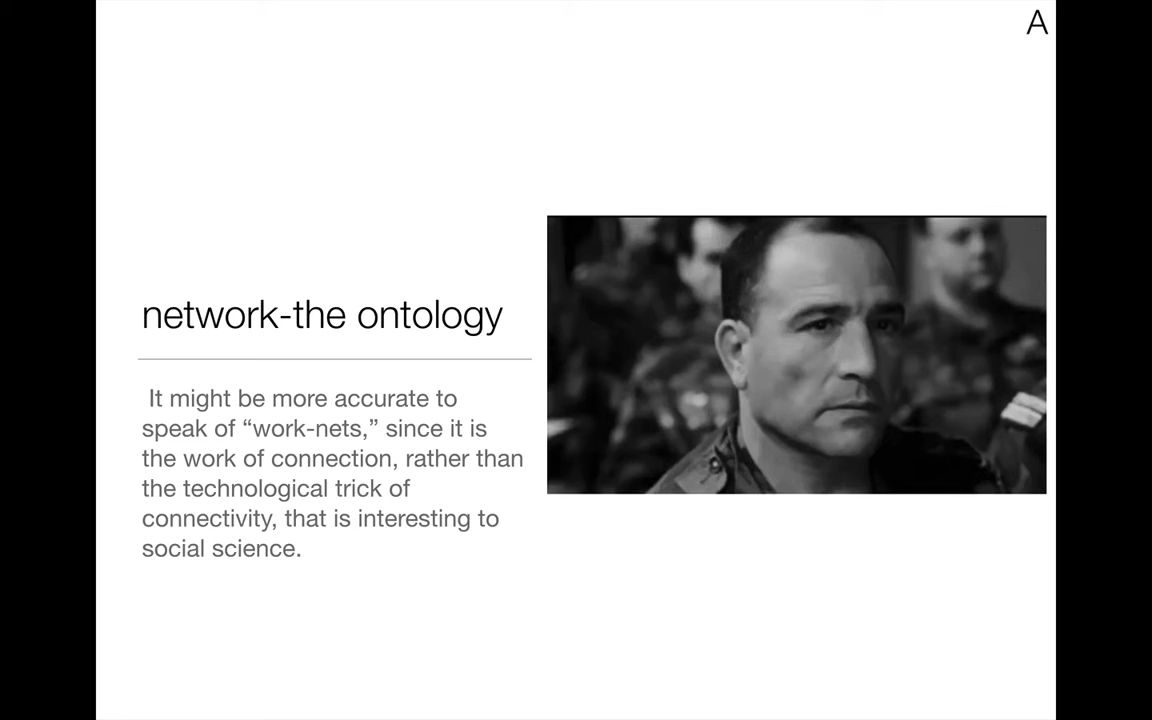 A
network-the ontology
It might be more accurate to
speak of “work-nets,” since it is
the work of connection, rather than
the technological trick of
connectivity, that is interesting to
social science.